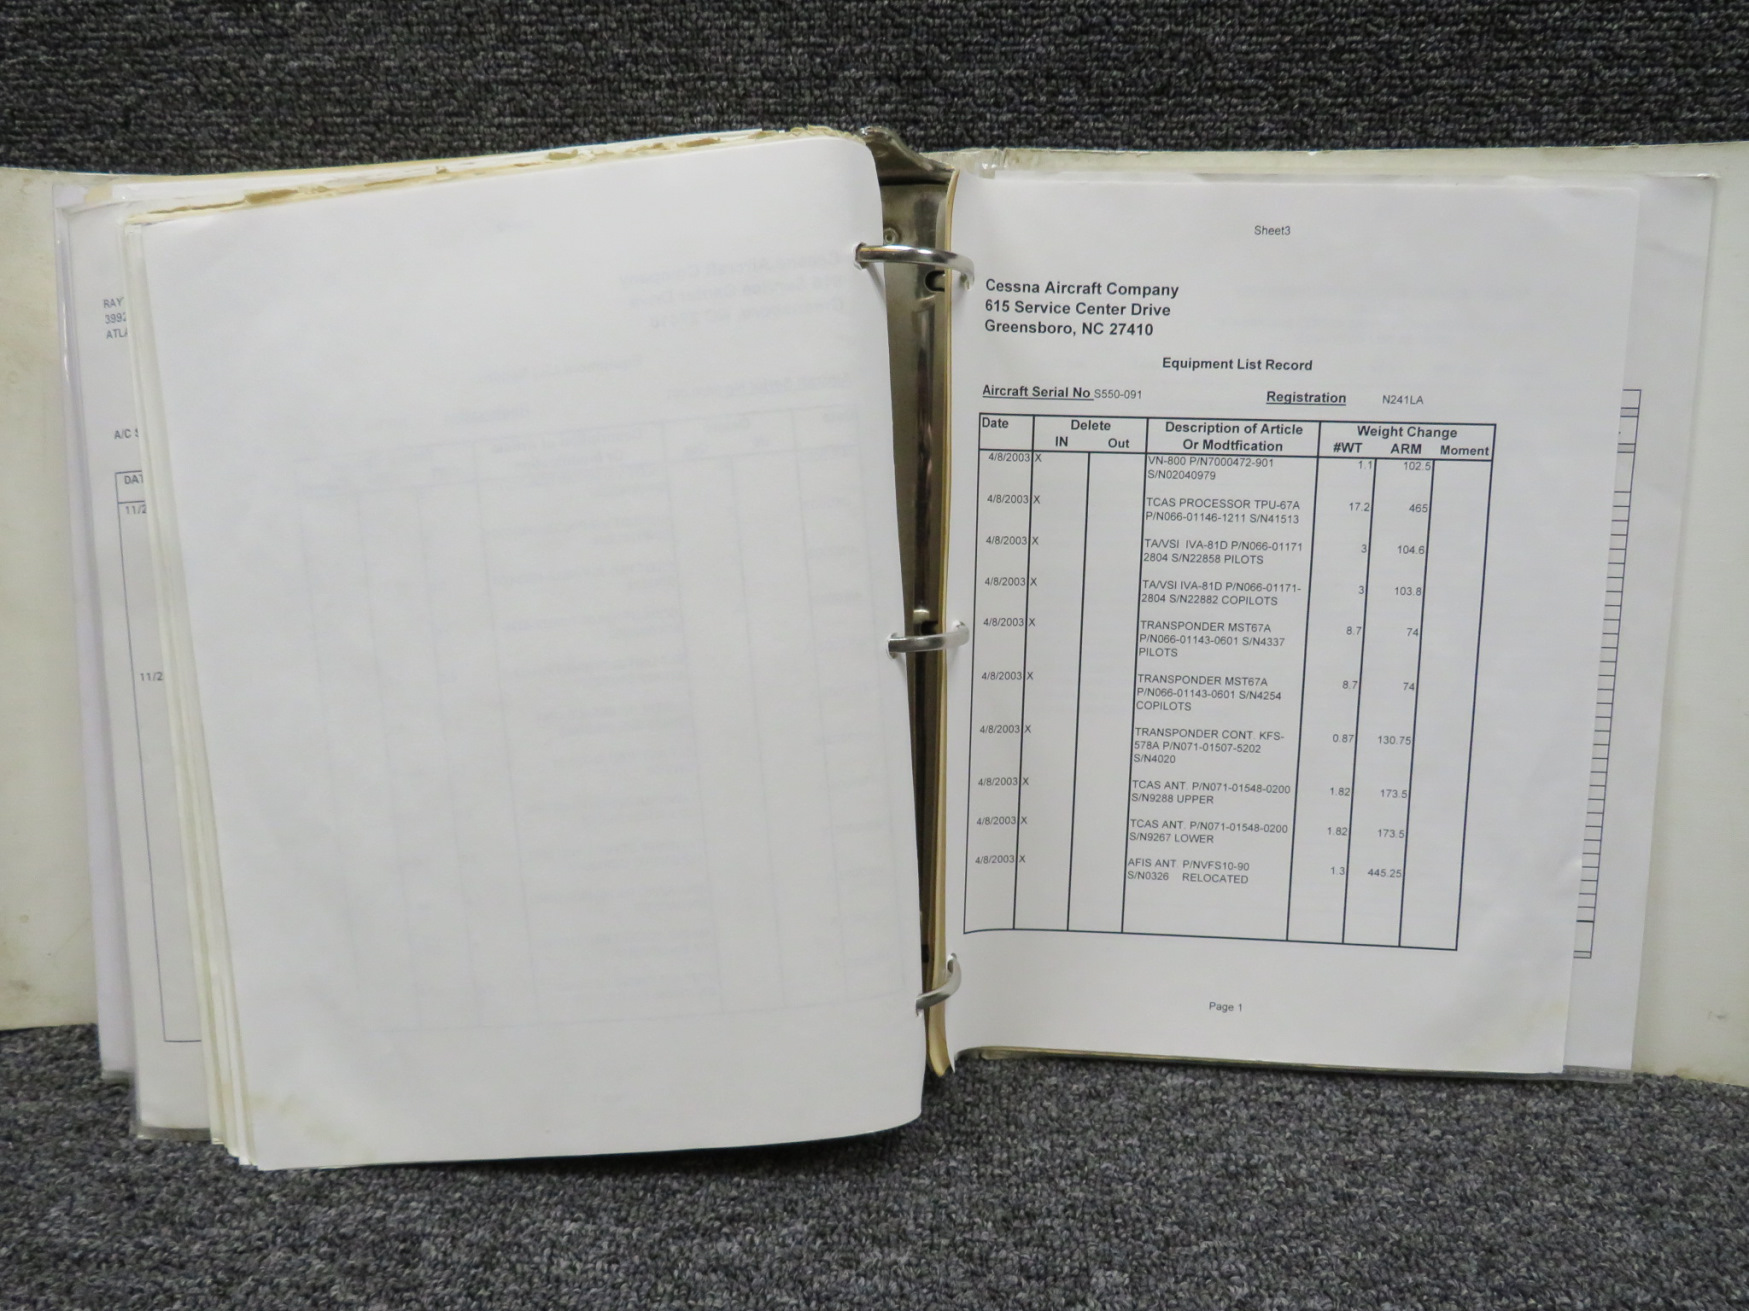 RAY
3992
ATLA
A/C S
DAT
11/2
11/2
Sheet3
Cessna Aircraft Company
615 Service Center Drive
Greensboro, NC 27410
Equipment List Record
Aircraft Serial No S550-091 Registration N241LA
Date Delete Description of Article Weight Change
IN Out Or Modtfication #WT ARM Moment
4/8/2003 X VN-800 P/N7000472-901 1.1 102.5
S/N02040979
4/8/2003 X TCAS PROCESSOR TPU-67A 17.2 465
P/N066-01146-1211 S/N41513
4/8/2003 X TA/VSI IVA-81D P/N066-01171 3 104.6
2804 S/N22858 PILOTS
4/8/2003 X TA/VSI IVA-81D P/N066-01171- 3 103.8
2804 S/N22882 COPILOTS
4/8/2003 X TRANSPONDER MST67A 8.7 74
P/N066-01143-0601 S/N4337
PILOTS
4/8/2003 X TRANSPONDER MST67A 8.7 74
P/N066-01143-0601 S/N4254
COPILOTS
4/8/2003 X TRANSPONDER CONT. KFS- 0.87 130.75
578A P/N071-01507-5202
S/N4020
4/8/2003 X TCAS ANT. P/N071-01548-0200 1.82 173.5
S/N9288 UPPER
4/8/2003 X TCAS ANT. P/N071-01548-0200 1.82 173.5
S/N9267 LOWER
4/8/2003 X AFIS ANT P/NVFS10-90 1.3 445.25
S/N0326 RELOCATED
Page 1